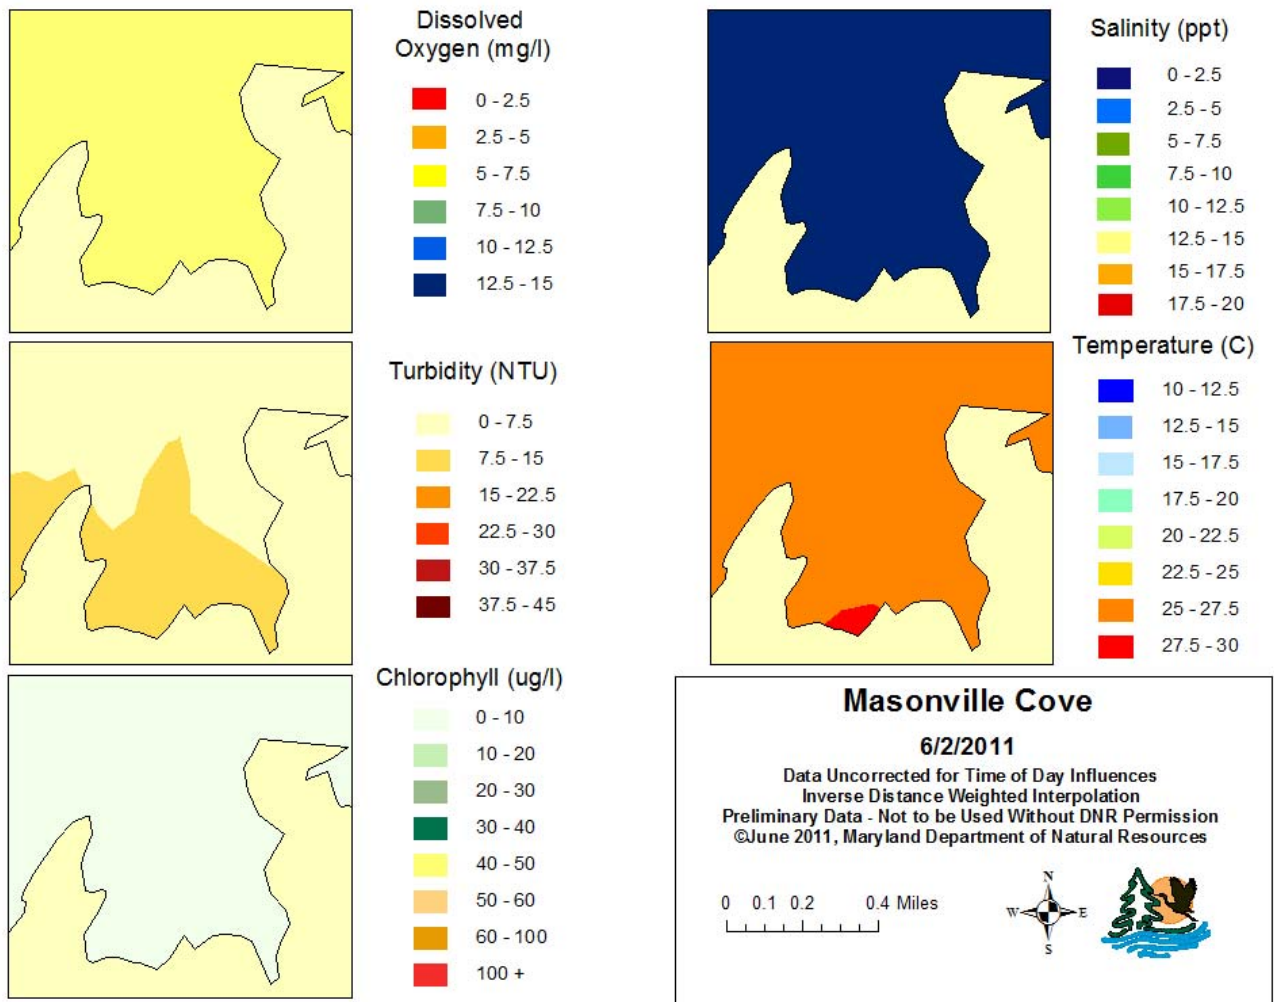 Dissolved
Oxygen (mg/l)
0 - 2.5
2.5 - 5
5 - 7.5
7.5 - 10
10 - 12.5
12.5 - 15
Salinity (ppt)
0 - 2.5
2.5 - 5
5 - 7.5
7.5 - 10
10 - 12.5
12.5 - 15
15 - 17.5
17.5 - 20
Turbidity (NTU)
0 - 7.5
7.5 - 15
15 - 22.5
22.5 - 30
30 - 37.5
37.5 - 45
Temperature (C)
10 - 12.5
12.5 - 15
15 - 17.5
17.5 - 20
20 - 22.5
22.5 - 25
25 - 27.5
27.5 - 30
Chlorophyll (ug/l)
0 - 10
10 - 20
20 - 30
30 - 40
40 - 50
50 - 60
60 - 100
100 +
Masonville Cove
6/2/2011
Data Uncorrected for Time of Day Influences
Inverse Distance Weighted Interpolation
Preliminary Data - Not to be Used Without DNR Permission
©June 2011, Maryland Department of Natural Resources
0 0.1 0.2 0.4 Miles
N
W E
S